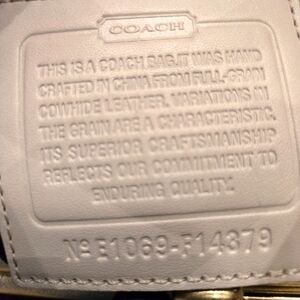 COACH
THIS IS A COACH BAG.IT WAS HAND
CRAFTED IN CHINA FROM FULL-GRAIN
COWHIDE LEATHER. VARIATIONS IN
THE GRAIN ARE A CHARACTERISTIC.
ITS SUPERIOR CRAFTSMANSHIP
REFLECTS OUR COMMITMENT TO
ENDURING QUALITY.
Nº E1069-F14379